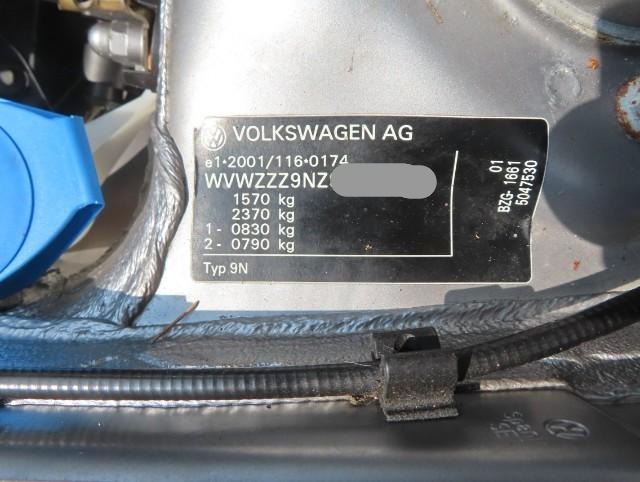 VOLKSWAGEN AG
e1*2001/116*0174
WVWZZZ9NZ
1570 kg
2370 kg
1- 0830 kg
2- 0790 kg
Typ 9N
01
BZG 1661
5047530